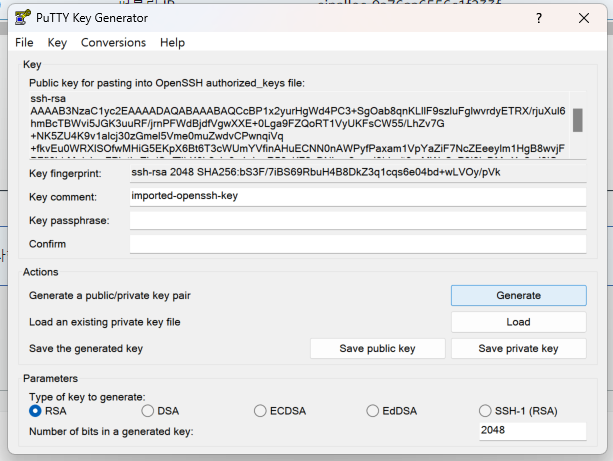 PuTTY Key Generator
File Key Conversions Help
Key
Public key for pasting into OpenSSH authorized_keys file:
ssh-rsa
AAAAB3NzaC1yc2EAAAADAQABAAABAQCcBP1x2yurHgWd4PC3+SgOab8qnKLlIF9szluFglwvrdyETRX/rjuXul6
hmBcTBWvi5JGK3uuRF/jrnPFWdBjdfVgwXXE+0Lga9FZQoRT1VyUKFsCW55/LhZv7G
+NK5ZU4K9v1alcj30zGmel5Vme0muZwdvCPwnqiVq
+fkvEu0WRXISOfwMHiG5EKpX6Bt6T3cWUmYVfinAHuECNN0nAWPyfPaxam1VpYaZiF7NcZEeeylm1HgB8wvjF
Key fingerprint: ssh-rsa 2048 SHA256:bS3F/7iBS69RbuH4B8DkZ3q1cqs6e04bd+wLVOy/pVk
Key comment: imported-openssh-key
Key passphrase:
Confirm
Actions
Generate a public/private key pair Generate
Load an existing private key file Load
Save the generated key Save public key Save private key
Parameters
Type of key to generate:
RSA DSA ECDSA EdDSA SSH-1 (RSA)
Number of bits in a generated key: 2048